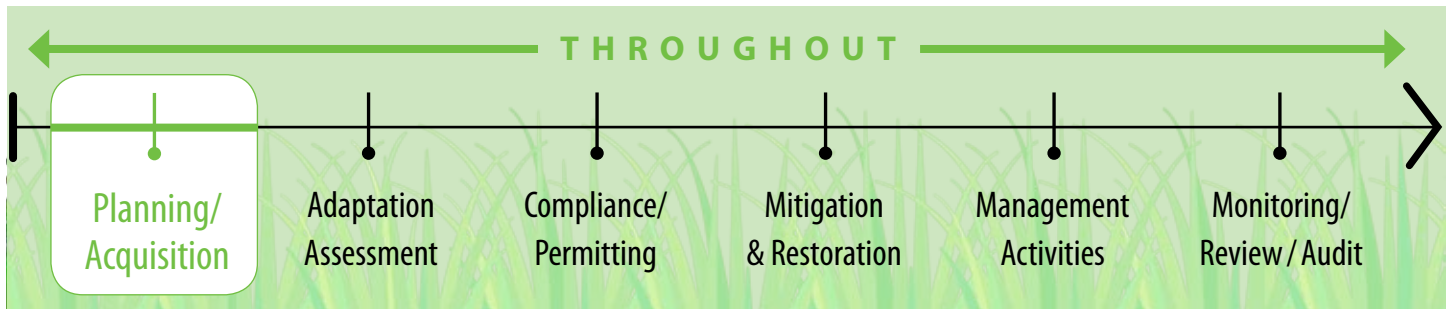 THROUGHOUT
Planning/
Acquisition
Adaptation
Assessment
Compliance/
Permitting
Mitigation
& Restoration
Management
Activities
Monitoring/
Review / Audit